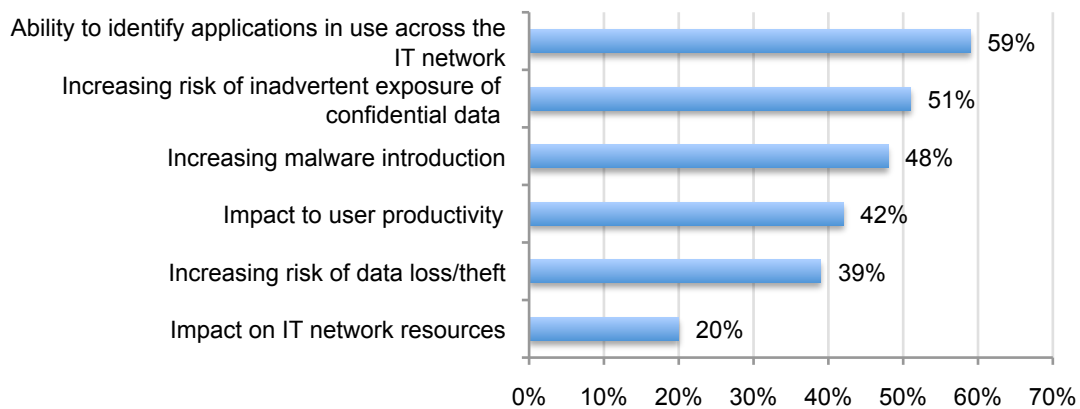 Ability to identify applications in use across the
IT network
59%
Increasing risk of inadvertent exposure of
confidential data
51%
Increasing malware introduction
48%
Impact to user productivity
42%
Increasing risk of data loss/theft
39%
Impact on IT network resources
20%
0% 10% 20% 30% 40% 50% 60% 70%